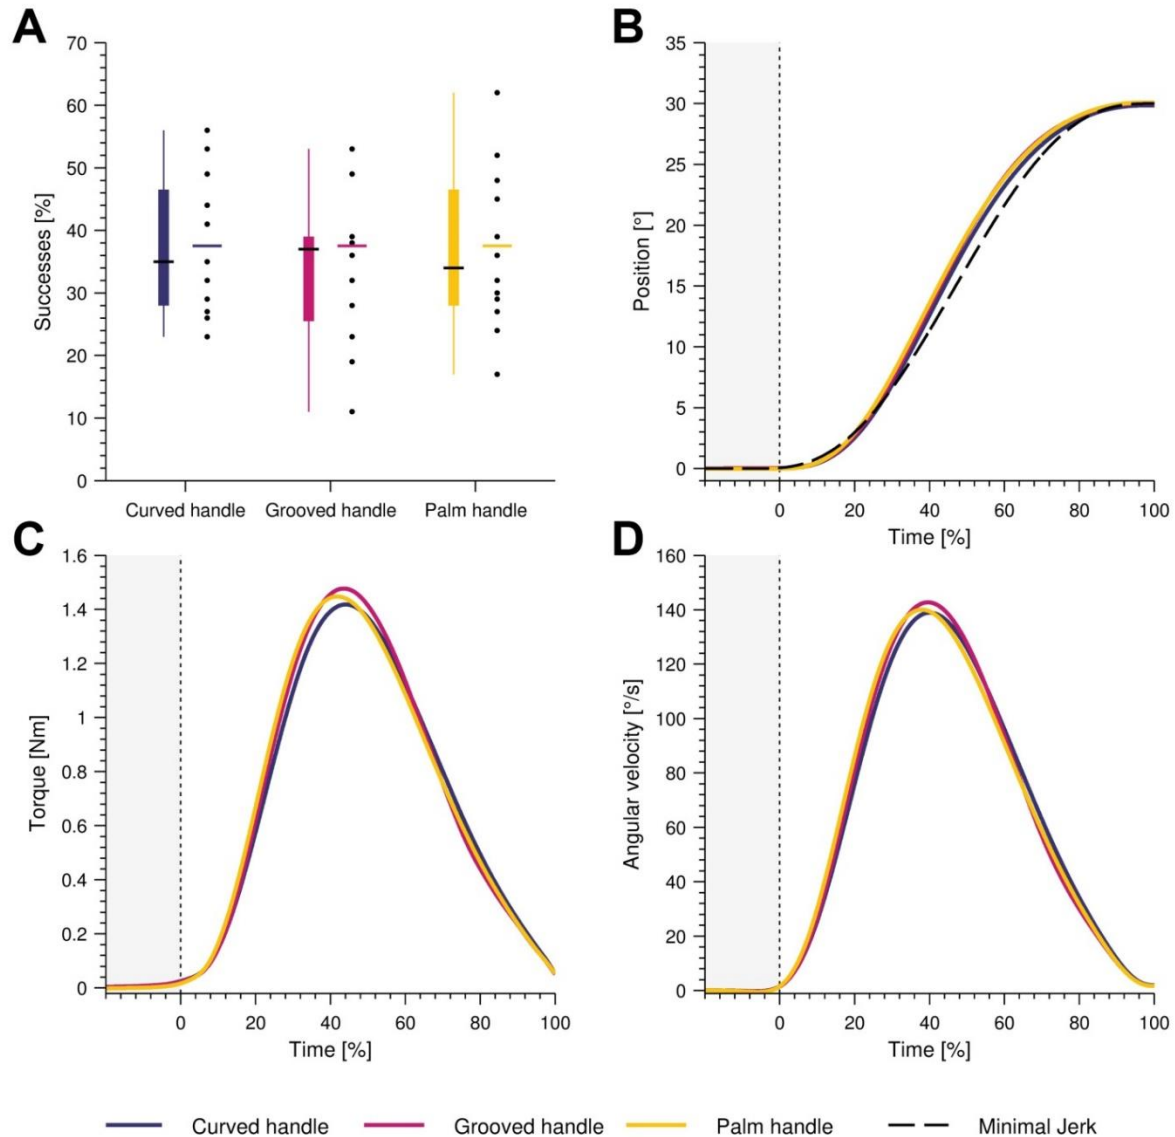 A
Successes [%]
70
60
50
40
30
20
10
0
Curved handle Grooved handle Palm handle
B
Position [°]
35
30
25
20
15
10
5
0
0 20 40 60 80 100
Time [%]
C
Torque [Nm]
1.6
1.4
1.2
1
0.8
0.6
0.4
0.2
0
0 20 40 60 80 100
Time [%]
D
Angular velocity [°/s]
160
140
120
100
80
60
40
20
0
0 20 40 60 80 100
Time [%]
Curved handle Grooved handle Palm handle Minimal Jerk